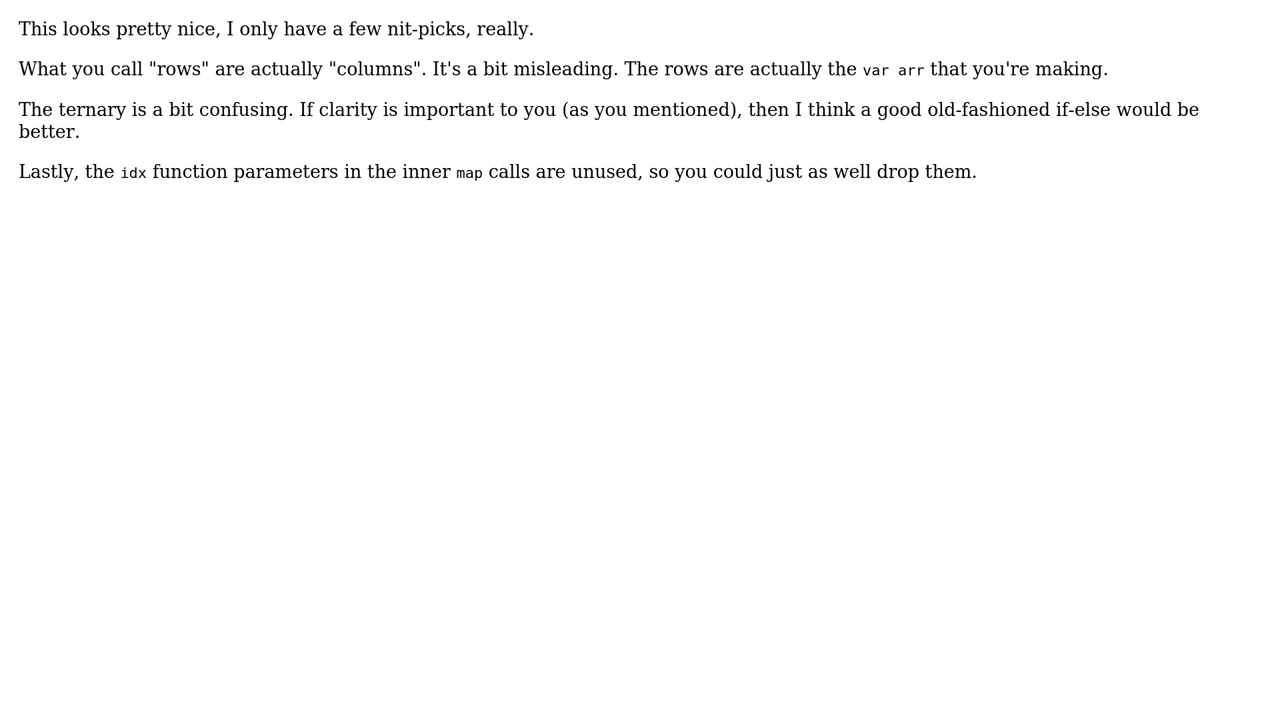 This looks pretty nice, I only have a few nit-picks, really.
What you call "rows" are actually "columns". It's a bit misleading. The rows are actually the var arr that you're making.
The ternary is a bit confusing. If clarity is important to you (as you mentioned), then I think a good old-fashioned if-else would be
better.
Lastly, the idx function parameters in the inner map calls are unused, so you could just as well drop them.